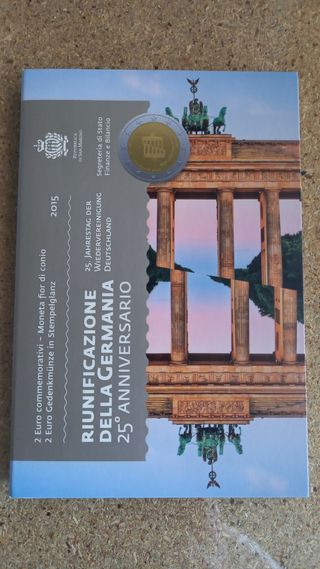 REPUBBLICA
DI SAN MARINO
Segreteria di Stato
Finanze e Bilancio
2 Euro commemorativi – Moneta fior di conio
2 Euro Gedenkmünze in Stempelglanz
2015
25. JAHRESTAG DER
WIEDERVEREINIGUNG
DEUTSCHLAND
RIUNIFICAZIONE
DELLA GERMANIA
25° ANNIVERSARIO